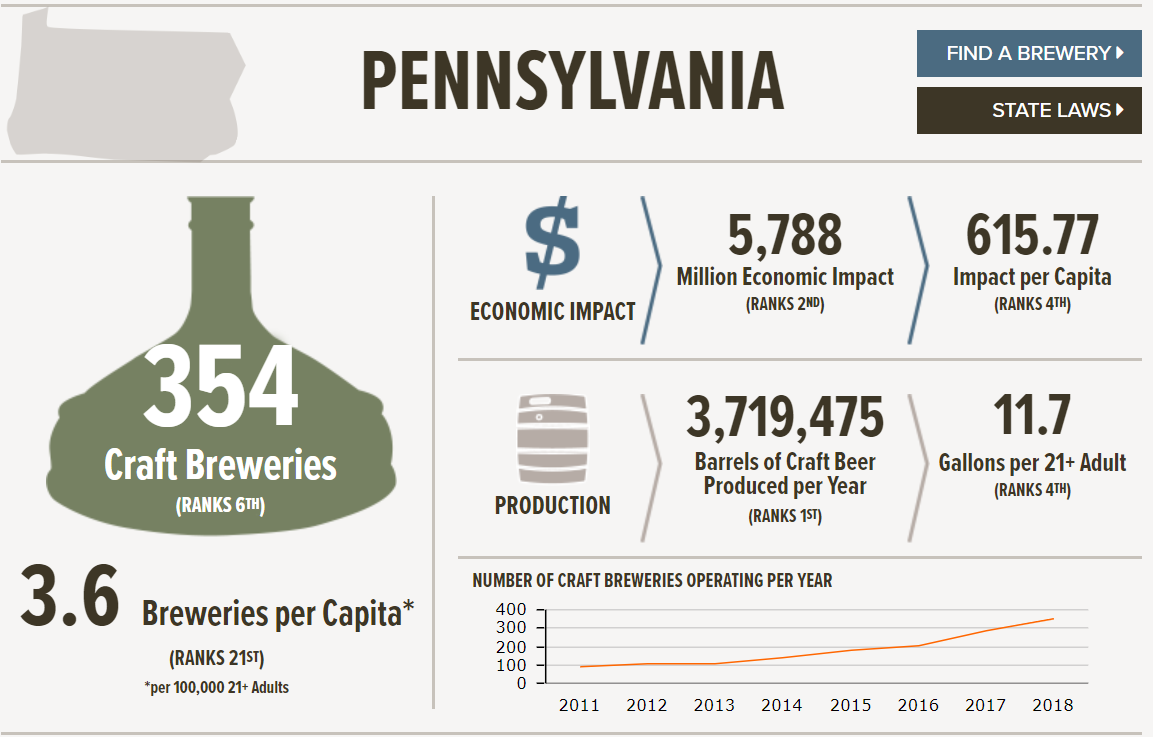 PENNSYLVANIA
FIND A BREWERY
STATE LAWS
354
Craft Breweries
(RANKS 6TH)
3.6 Breweries per Capita*
(RANKS 21ST)
*per 100,000 21+ Adults
$
ECONOMIC IMPACT
5,788
Million Economic Impact
(RANKS 2ND)
615.77
Impact per Capita
(RANKS 4TH)
PRODUCTION
3,719,475
Barrels of Craft Beer
Produced per Year
(RANKS 1ST)
11.7
Gallons per 21+ Adult
(RANKS 4TH)
NUMBER OF CRAFT BREWERIES OPERATING PER YEAR
400
300
200
100
0
2011 2012 2013 2014 2015 2016 2017 2018